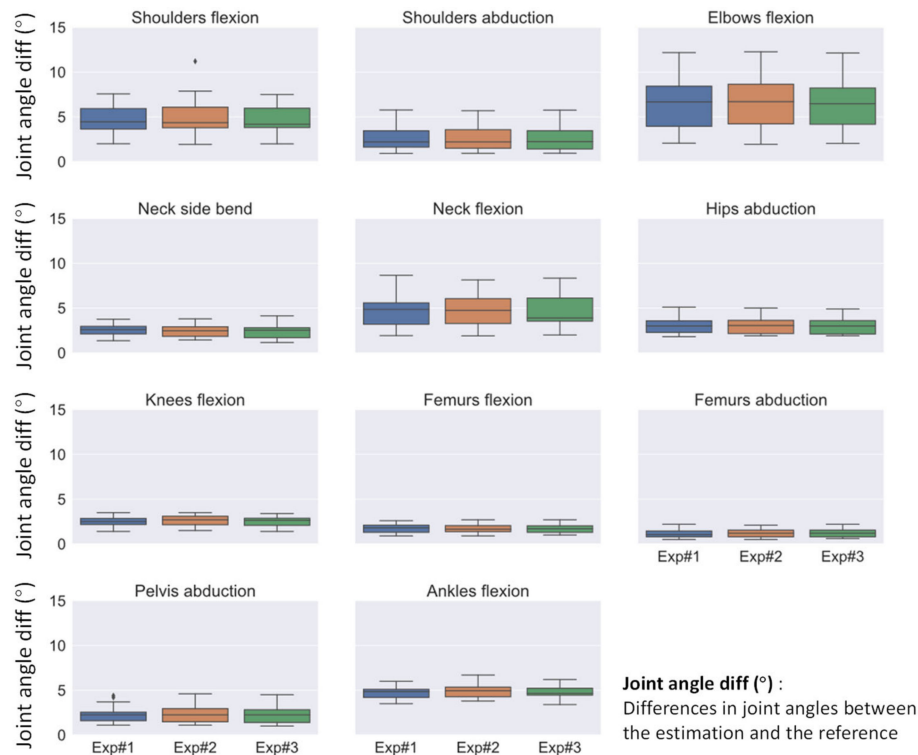 Shoulders flexion
Shoulders abduction
Elbows flexion
Joint angle diff (°)
15
10
5
0
Neck side bend
Neck flexion
Hips abduction
Joint angle diff (°)
15
10
5
0
Knees flexion
Femurs flexion
Femurs abduction
Joint angle diff (°)
15
10
5
0
Exp#1 Exp#2 Exp#3
Pelvis abduction
Ankles flexion
Joint angle diff (°)
15
10
5
0
Exp#1 Exp#2 Exp#3
Exp#1 Exp#2 Exp#3
Joint angle diff (°) :
Differences in joint angles between
the estimation and the reference